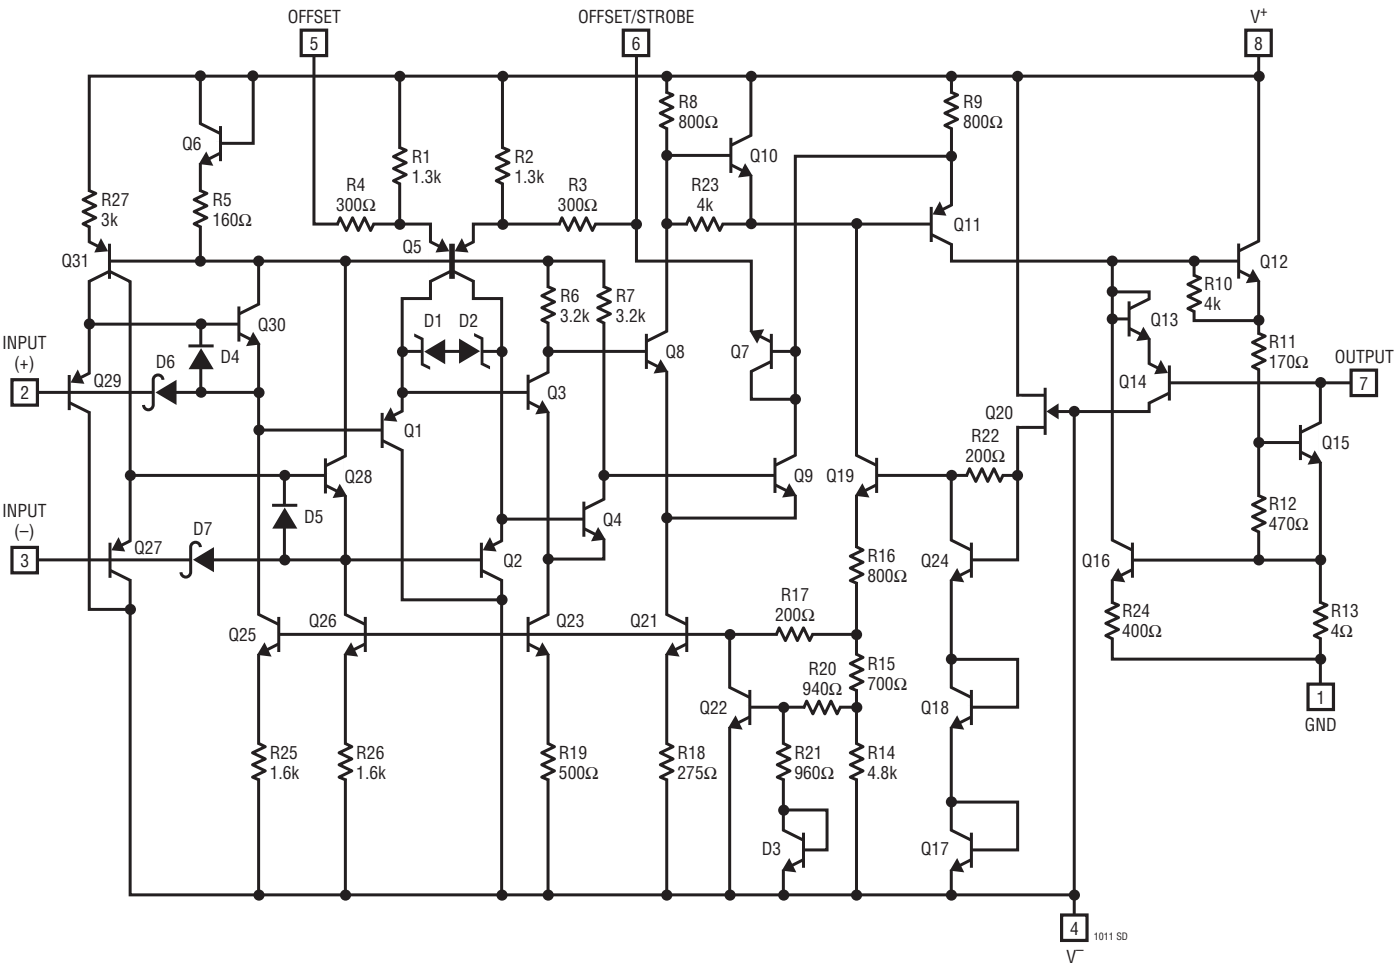 OFFSET
5
OFFSET/STROBE
6
V+
8
R8
800Ω
R9
800Ω
Q6
Q10
R1
1.3k
R2
1.3k
R27
3k
R5
160Ω
R4
300Ω
R3
300Ω
R23
4k
Q11
Q31
Q5
Q12
R6
3.2k
R7
3.2k
R10
4k
Q30
Q13
D1
D2
INPUT
(+)
2
D6
D4
Q29
Q8
Q7
R11
170Ω
OUTPUT
7
Q14
Q3
Q20
Q1
R22
200Ω
Q15
Q28
Q9
Q19
INPUT
(–)
3
D5
D7
Q27
Q4
R12
470Ω
Q2
R16
800Ω
Q24
Q16
R17
200Ω
R24
400Ω
R13
4Ω
Q25
Q26
Q23
Q21
R15
700Ω
R20
940Ω
Q22
Q18
1
GND
R25
1.6k
R26
1.6k
R19
500Ω
R18
275Ω
R21
960Ω
R14
4.8k
D3
Q17
4
V–
1011 SD